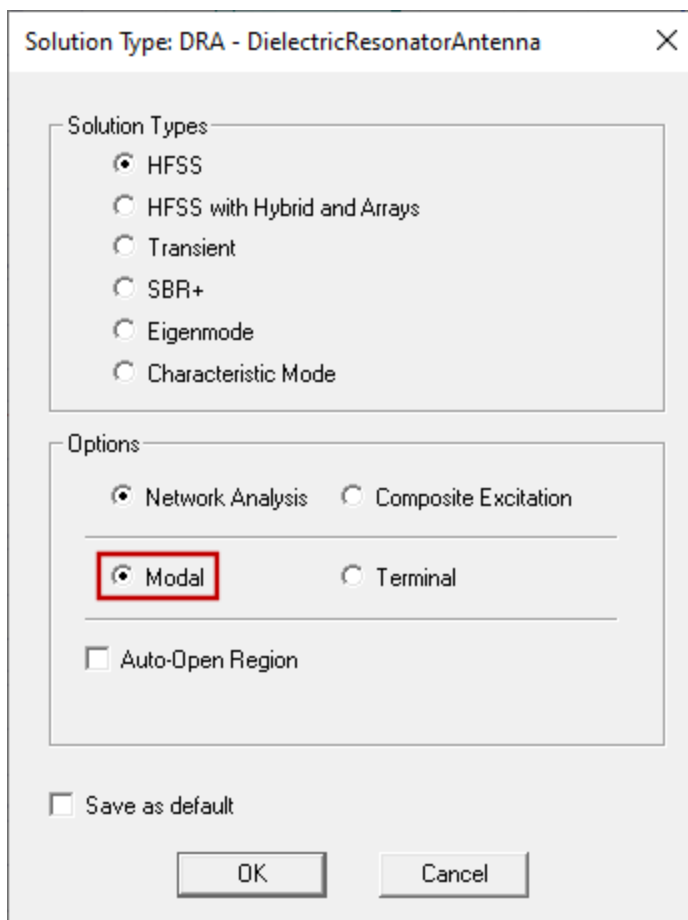 Solution Type: DRA - DielectricResonatorAntenna
Solution Types
HFSS
HFSS with Hybrid and Arrays
Transient
SBR+
Eigenmode
Characteristic Mode
Options
Network Analysis Composite Excitation
Modal Terminal
Auto-Open Region
Save as default
OK Cancel